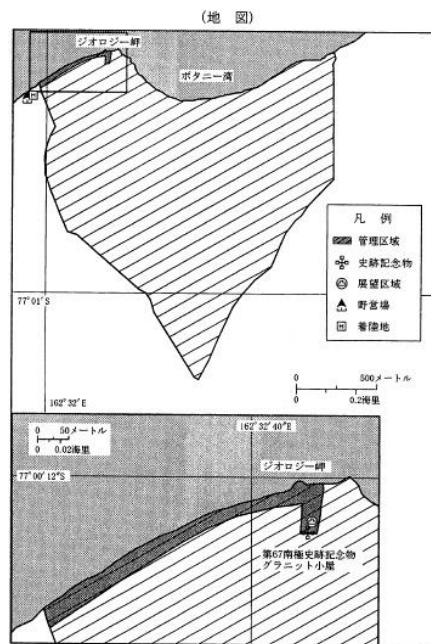 (地 図)
ジオロジー岬
ボタニー湾
凡 例
管理区域
史跡記念物
展望区域
野営場
H 着陸地
H
77°01'S
162°32'E
0 500メートル
0 0.2海里
0 50メートル
0 0.02海里
162°32'40"E
77°00'12"S
ジオロジー岬
第67南極史跡記念物
グラニット小屋